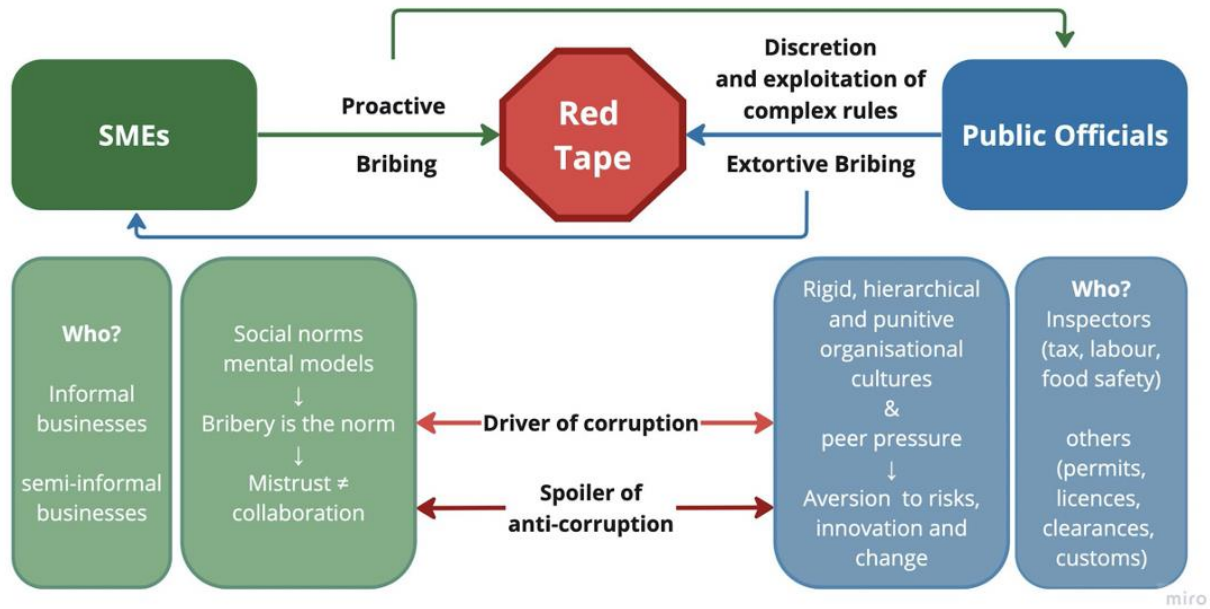 SMEs
Proactive
Bribing
Red
Tape
Discretion
and exploitation of
complex rules
Extortive Bribing
Public Officials
Who?
Informal
businesses
semi-informal
businesses
Social norms
mental models
↓
Bribery is the norm
↓
Mistrust ≠
collaboration
Driver of corruption
Spoiler of
anti-corruption
Rigid, hierarchical
and punitive
organisational
cultures
&
peer pressure
↓
Aversion to risks,
innovation and
change
Who?
Inspectors
(tax, labour,
food safety)
others
(permits,
licences,
clearances,
customs)
miro